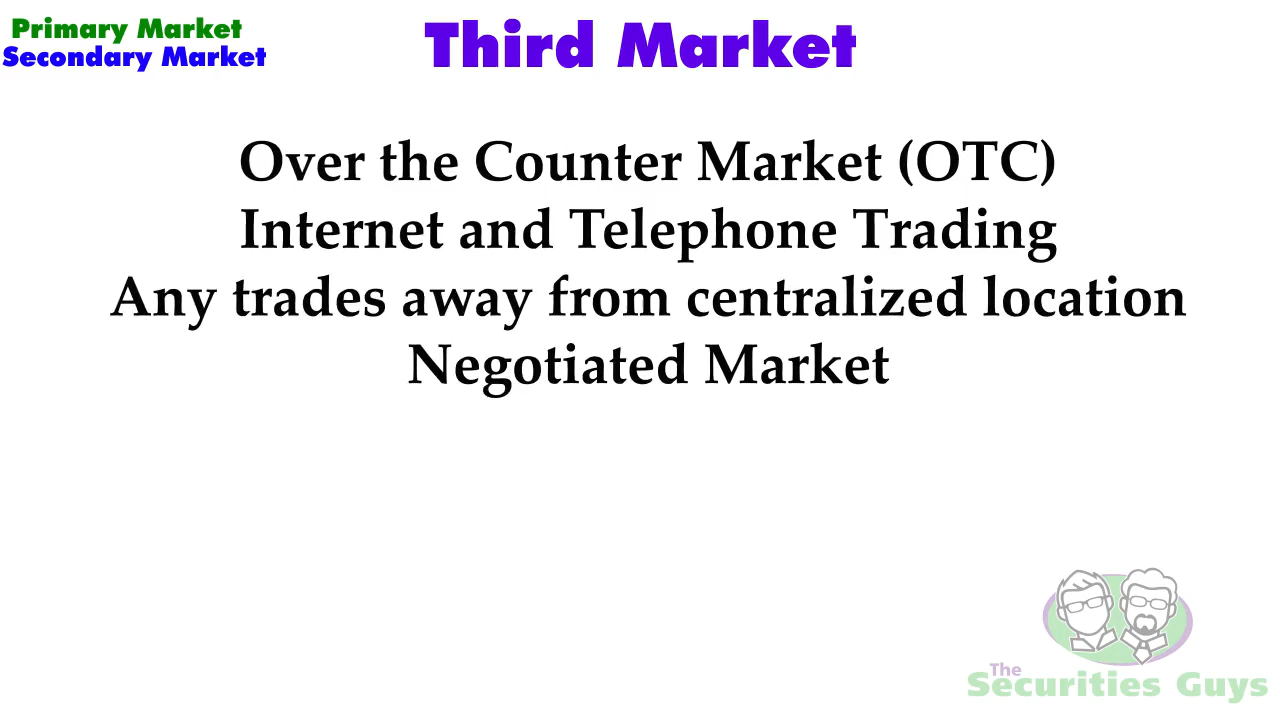 Primary Market
Secondary Market
Third Market
Over the Counter Market (OTC)
Internet and Telephone Trading
Any trades away from centralized location
Negotiated Market
The
Securities Guys